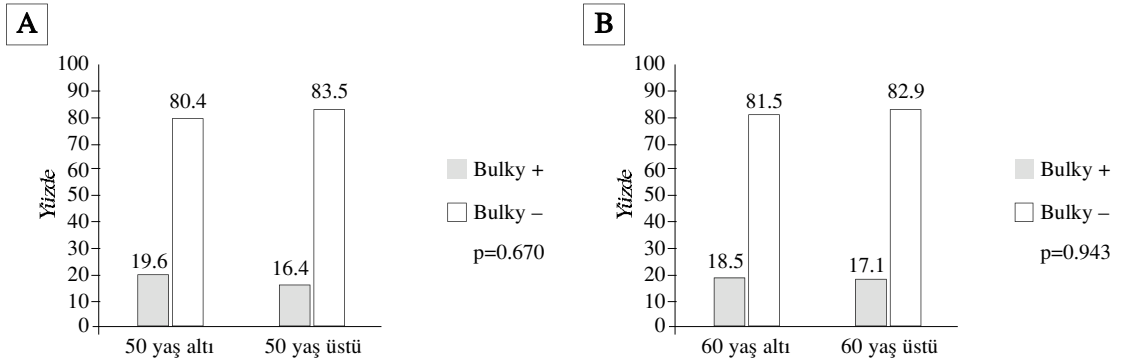 A
Yüzde
100
90
80
70
60
50
40
30
20
10
0
19.6
80.4
16.4
83.5
50 yaş altı
50 yaş üstü
Bulky +
Bulky –
p=0.670
B
Yüzde
100
90
80
70
60
50
40
30
20
10
0
18.5
81.5
17.1
82.9
60 yaş altı
60 yaş üstü
Bulky +
Bulky –
p=0.943